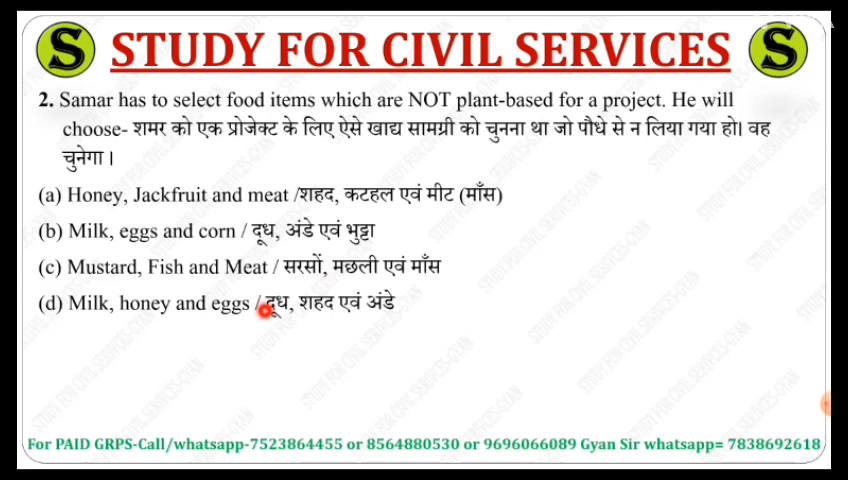 S STUDY FOR CIVIL SERVICES S
2. Samar has to select food items which are NOT plant-based for a project. He will
choose- शमर को एक प्रोजेक्ट के लिए ऐसे खाद्य सामग्री को चुनना था जो पौधे से न लिया गया हो। वह
चुनेगा ।
(a) Honey, Jackfruit and meat /शहद, कटहल एवं मीट (माँस)
(b) Milk, eggs and corn / दूध, अंडे एवं भुट्टा
(c) Mustard, Fish and Meat / सरसों, मछली एवं माँस
(d) Milk, honey and eggs / दूध, शहद एवं अंडे
For PAID GRPS-Call/whatsapp-7523864455 or 8564880530 or 9696066089 Gyan Sir whatsapp= 7838692618